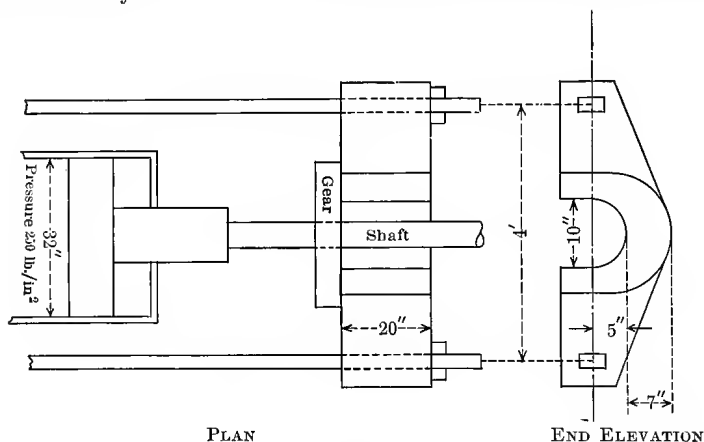 Pressure 250 lb./in²
32"
Gear
Shaft
20"
4'
10"
5"
7"
PLAN
END ELEVATION